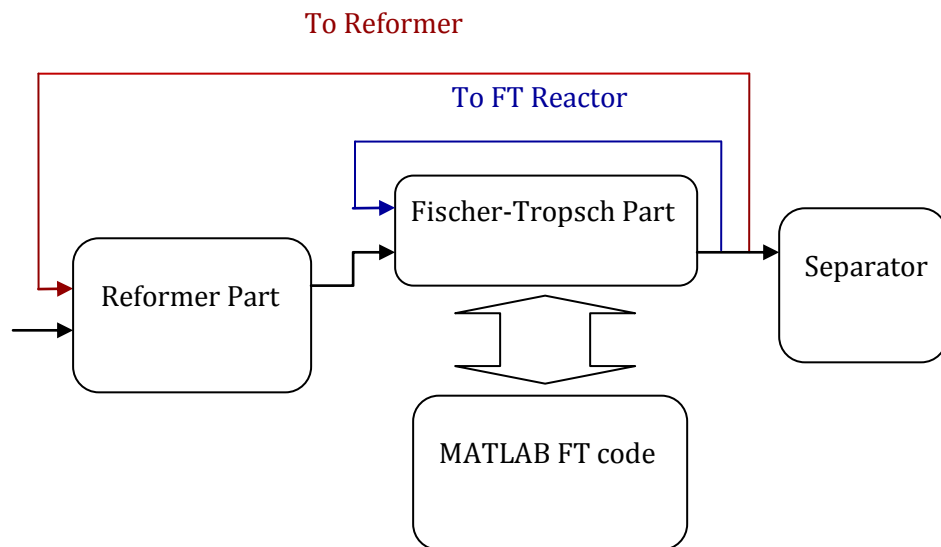 To Reformer
To FT Reactor
Fischer-Tropsch Part
Separator
Reformer Part
MATLAB FT code